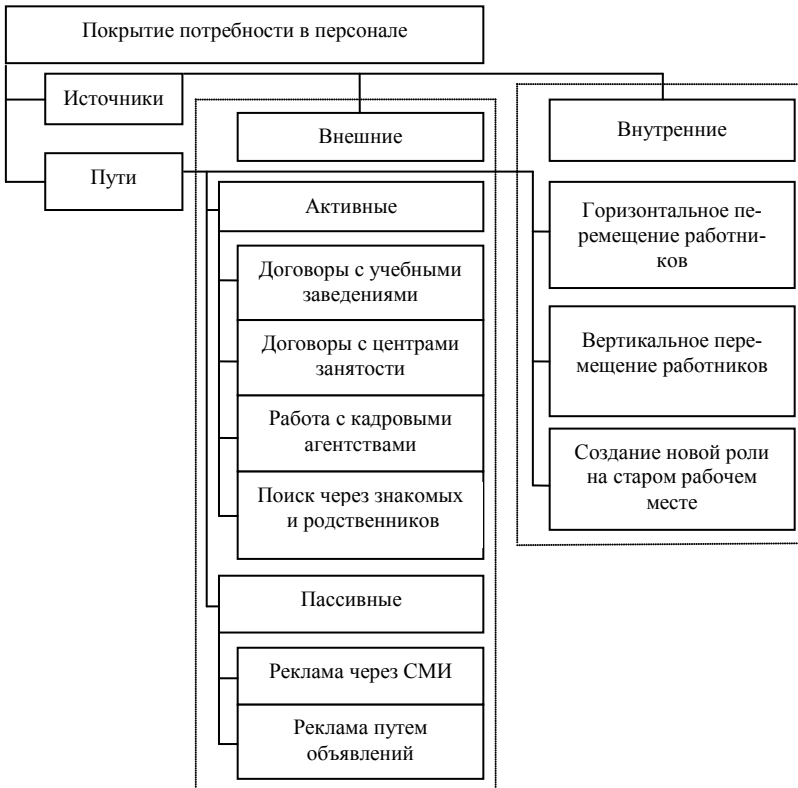 Покрытие потребности в персонале
Источники
Внешние
Внутренние
Пути
Активные
Договоры с учебными
заведениями
Договоры с центрами
занятости
Работа с кадровыми
агентствами
Поиск через знакомых
и родственников
Пассивные
Реклама через СМИ
Реклама путем
объявлений
Горизонтальное пе-
ремещение работни-
ков
Вертикальное пере-
мещение работников
Создание новой роли
на старом рабочем
месте